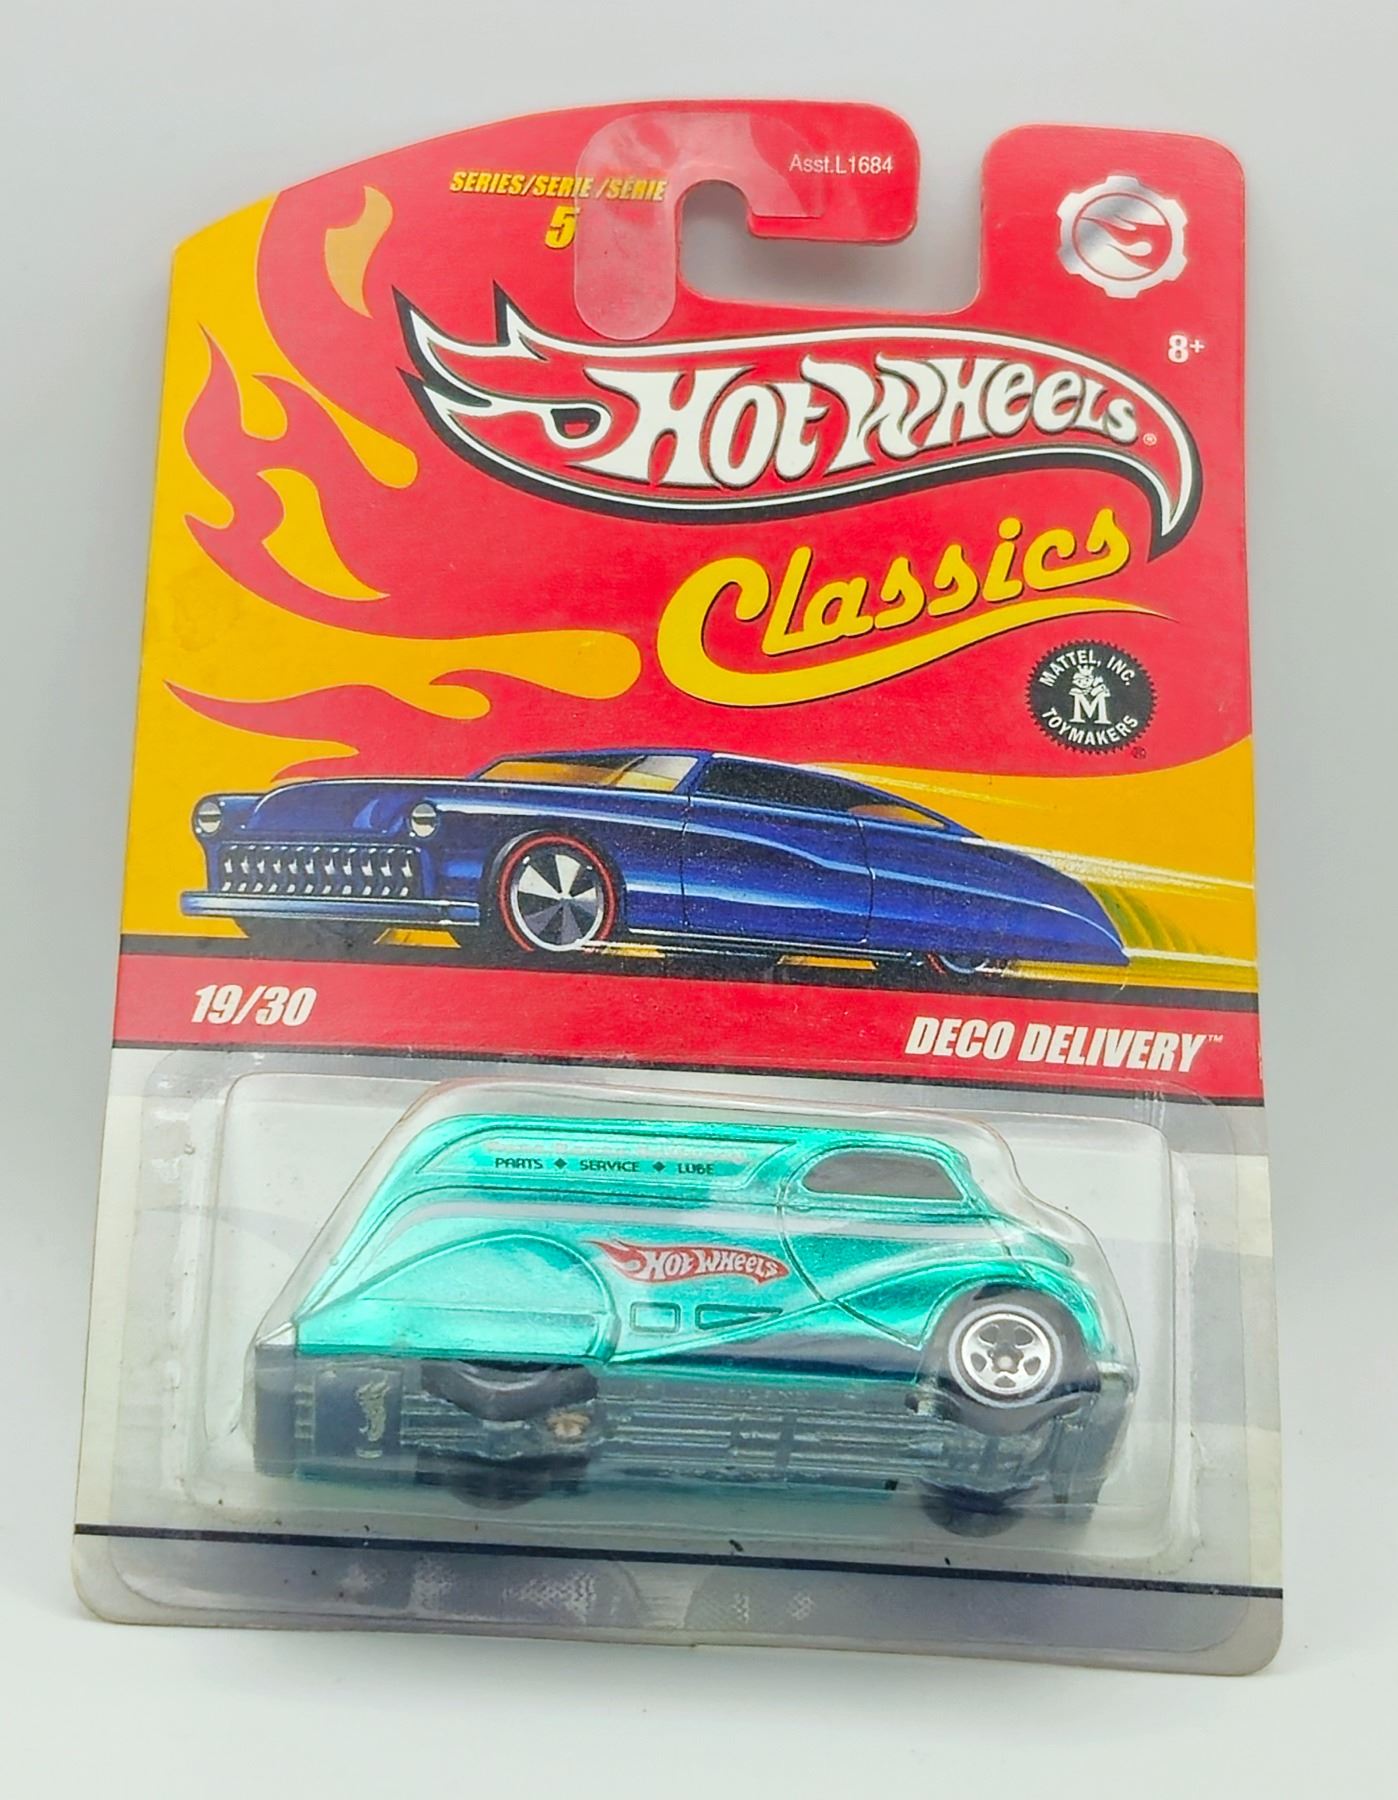 SERIES/SERIE /SÉRIE
5
Asst.L1684
8+
HOT WHEELS®
Classics
MATTEL, INC.
M
TOYMAKERS
19/30
DECO DELIVERY™
PARTS ◆ SERVICE ◆ LUBE
HOT WHEELS